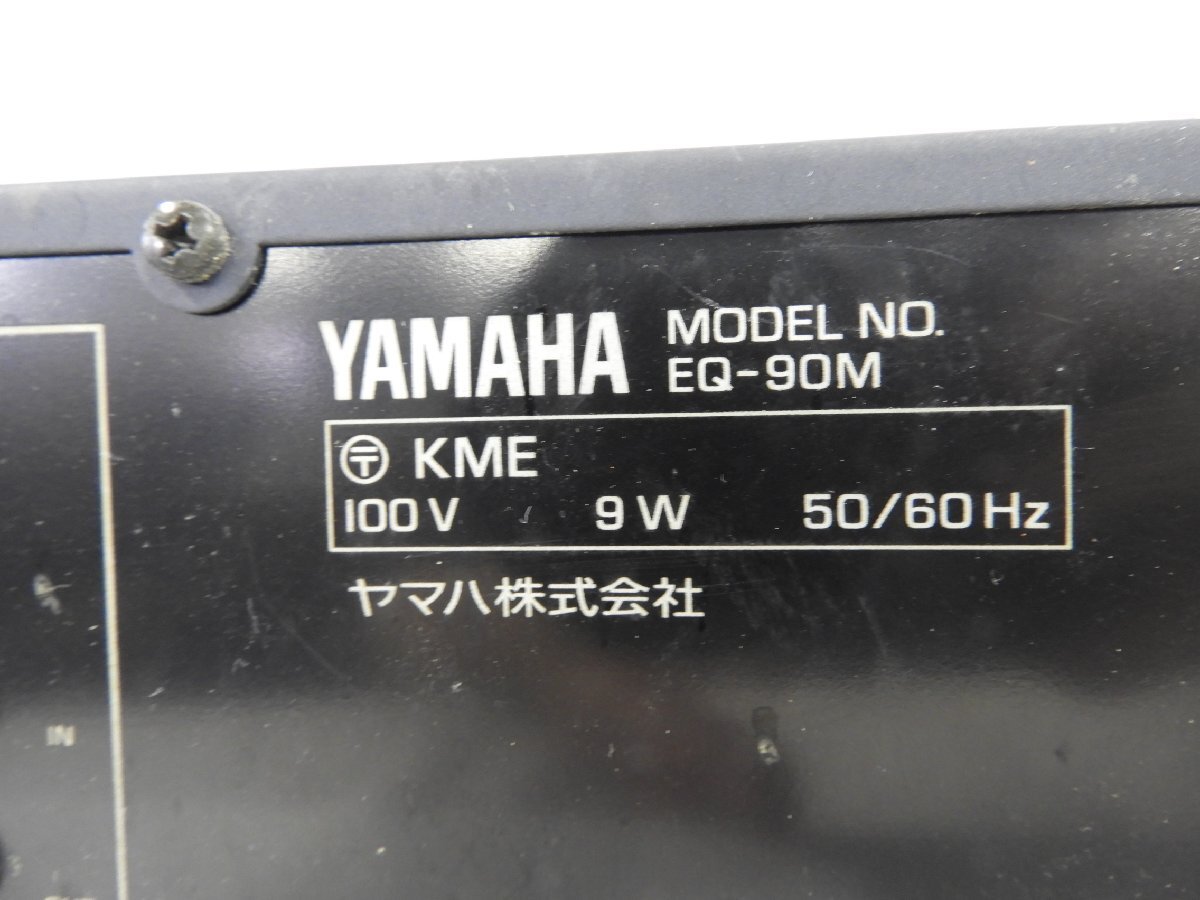 YAMAHA MODEL NO.
EQ-90M
〶 KME
100V 9W 50/60Hz
ヤマハ株式会社
IN